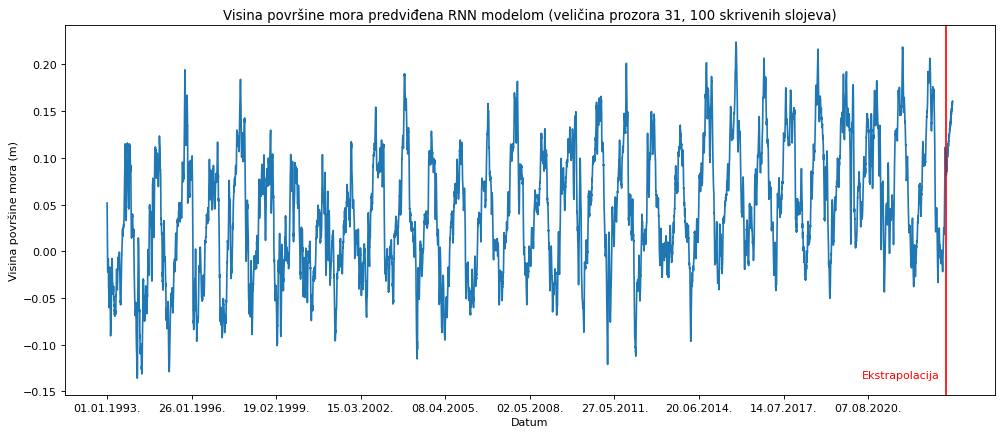 Visina površine mora predviđena RNN modelom (veličina prozora 31, 100 skrivenih slojeva)
Visina površine mora (m)
0.20
0.15
0.10
0.05
0.00
−0.05
−0.10
−0.15
Ekstrapolacija
01.01.1993. 26.01.1996. 19.02.1999. 15.03.2002. 08.04.2005. 02.05.2008. 27.05.2011. 20.06.2014. 14.07.2017. 07.08.2020.
Datum